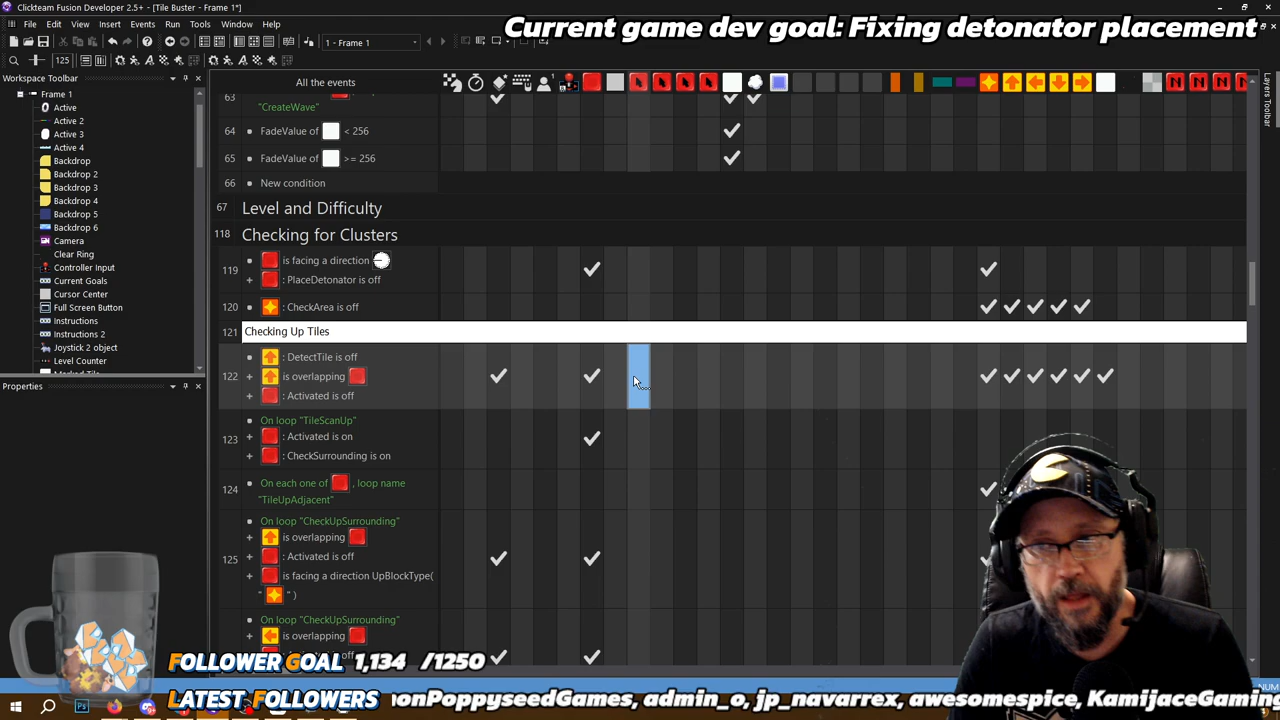 Clickteam Fusion Developer 2.5+ - [Tile Buster - Frame 1*]
Current game dev goal: Fixing detonator placement
File Edit View Insert Events Run Tools Window Help
1 - Frame 1
123
Workspace Toolbar
Frame 1
Active
Active 2
Active 3
Active 4
Backdrop
Backdrop 2
Backdrop 3
Backdrop 4
Backdrop 5
Backdrop 6
Camera
Clear Ring
Controller Input
Current Goals
Cursor Center
Full Screen Button
Instructions
Instructions 2
Joystick 2 object
Level Counter
Properties
All the events
Layers Toolbar
63
"CreateWave"
64 FadeValue of < 256
65 FadeValue of >= 256
66 New condition
67 Level and Difficulty
118 Checking for Clusters
119 is facing a direction
+ : PlaceDetonator is off
120 : CheckArea is off
121 Checking Up Tiles
122 : DetectTile is off
+ is overlapping
+ : Activated is off
123 On loop "TileScanUp"
+ : Activated is on
+ : CheckSurrounding is on
124 On each one of , loop name
"TileUpAdjacent"
125 On loop "CheckUpSurrounding"
+ is overlapping
+ : Activated is off
+ is facing a direction UpBlockType(
" " )
On loop "CheckUpSurrounding"
+ is overlapping
Follower Goal 1,134 /1250
Latest Followers onPoppyseedGames, admin_o, jp_navarrex, awesomespice, KamijaceGaming
NUM